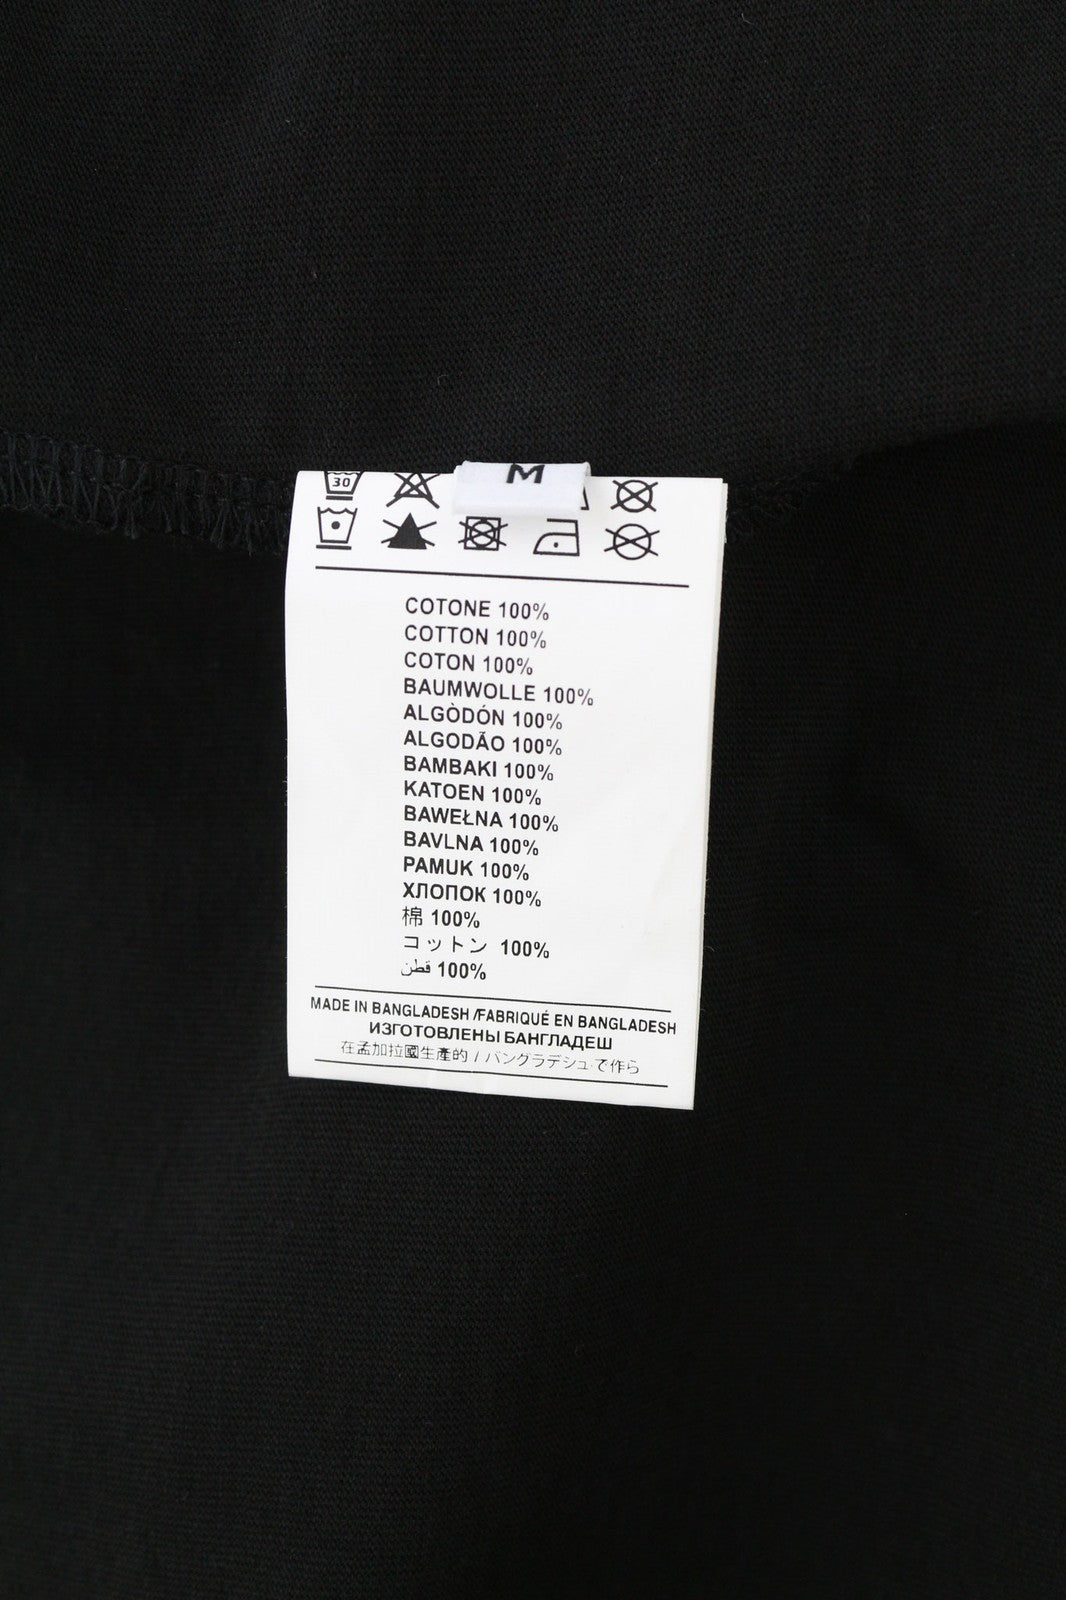 M
30
COTONE 100%
COTTON 100%
COTON 100%
BAUMWOLLE 100%
ALGÒDÓN 100%
ALGODÃO 100%
BAMBAKI 100%
KATOEN 100%
BAWEŁNA 100%
BAVLNA 100%
PAMUK 100%
ХЛОПОК 100%
棉 100%
コットン 100%
قطن 100%
MADE IN BANGLADESH /FABRIQUÉ EN BANGLADESH
ИЗГОТОВЛЕНЫ БАНГЛАДЕШ
在孟加拉國生產的 / バングラデシュで作ら